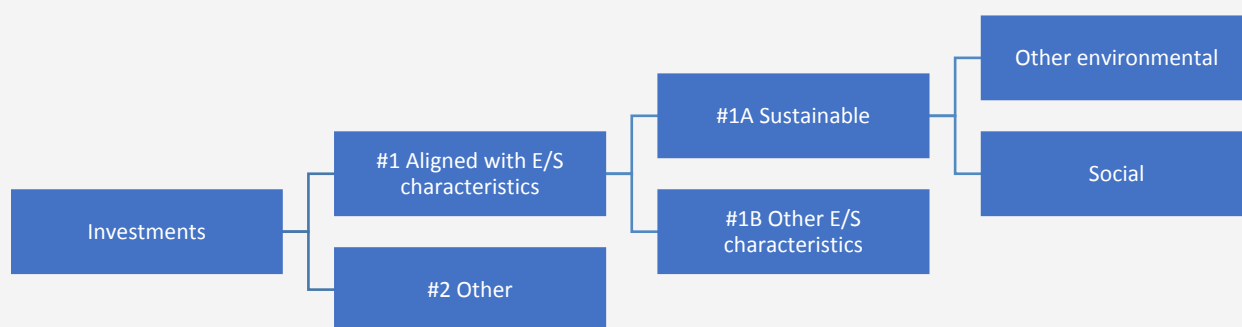 Investments
#1 Aligned with E/S
characteristics
#2 Other
#1A Sustainable
#1B Other E/S
characteristics
Other environmental
Social